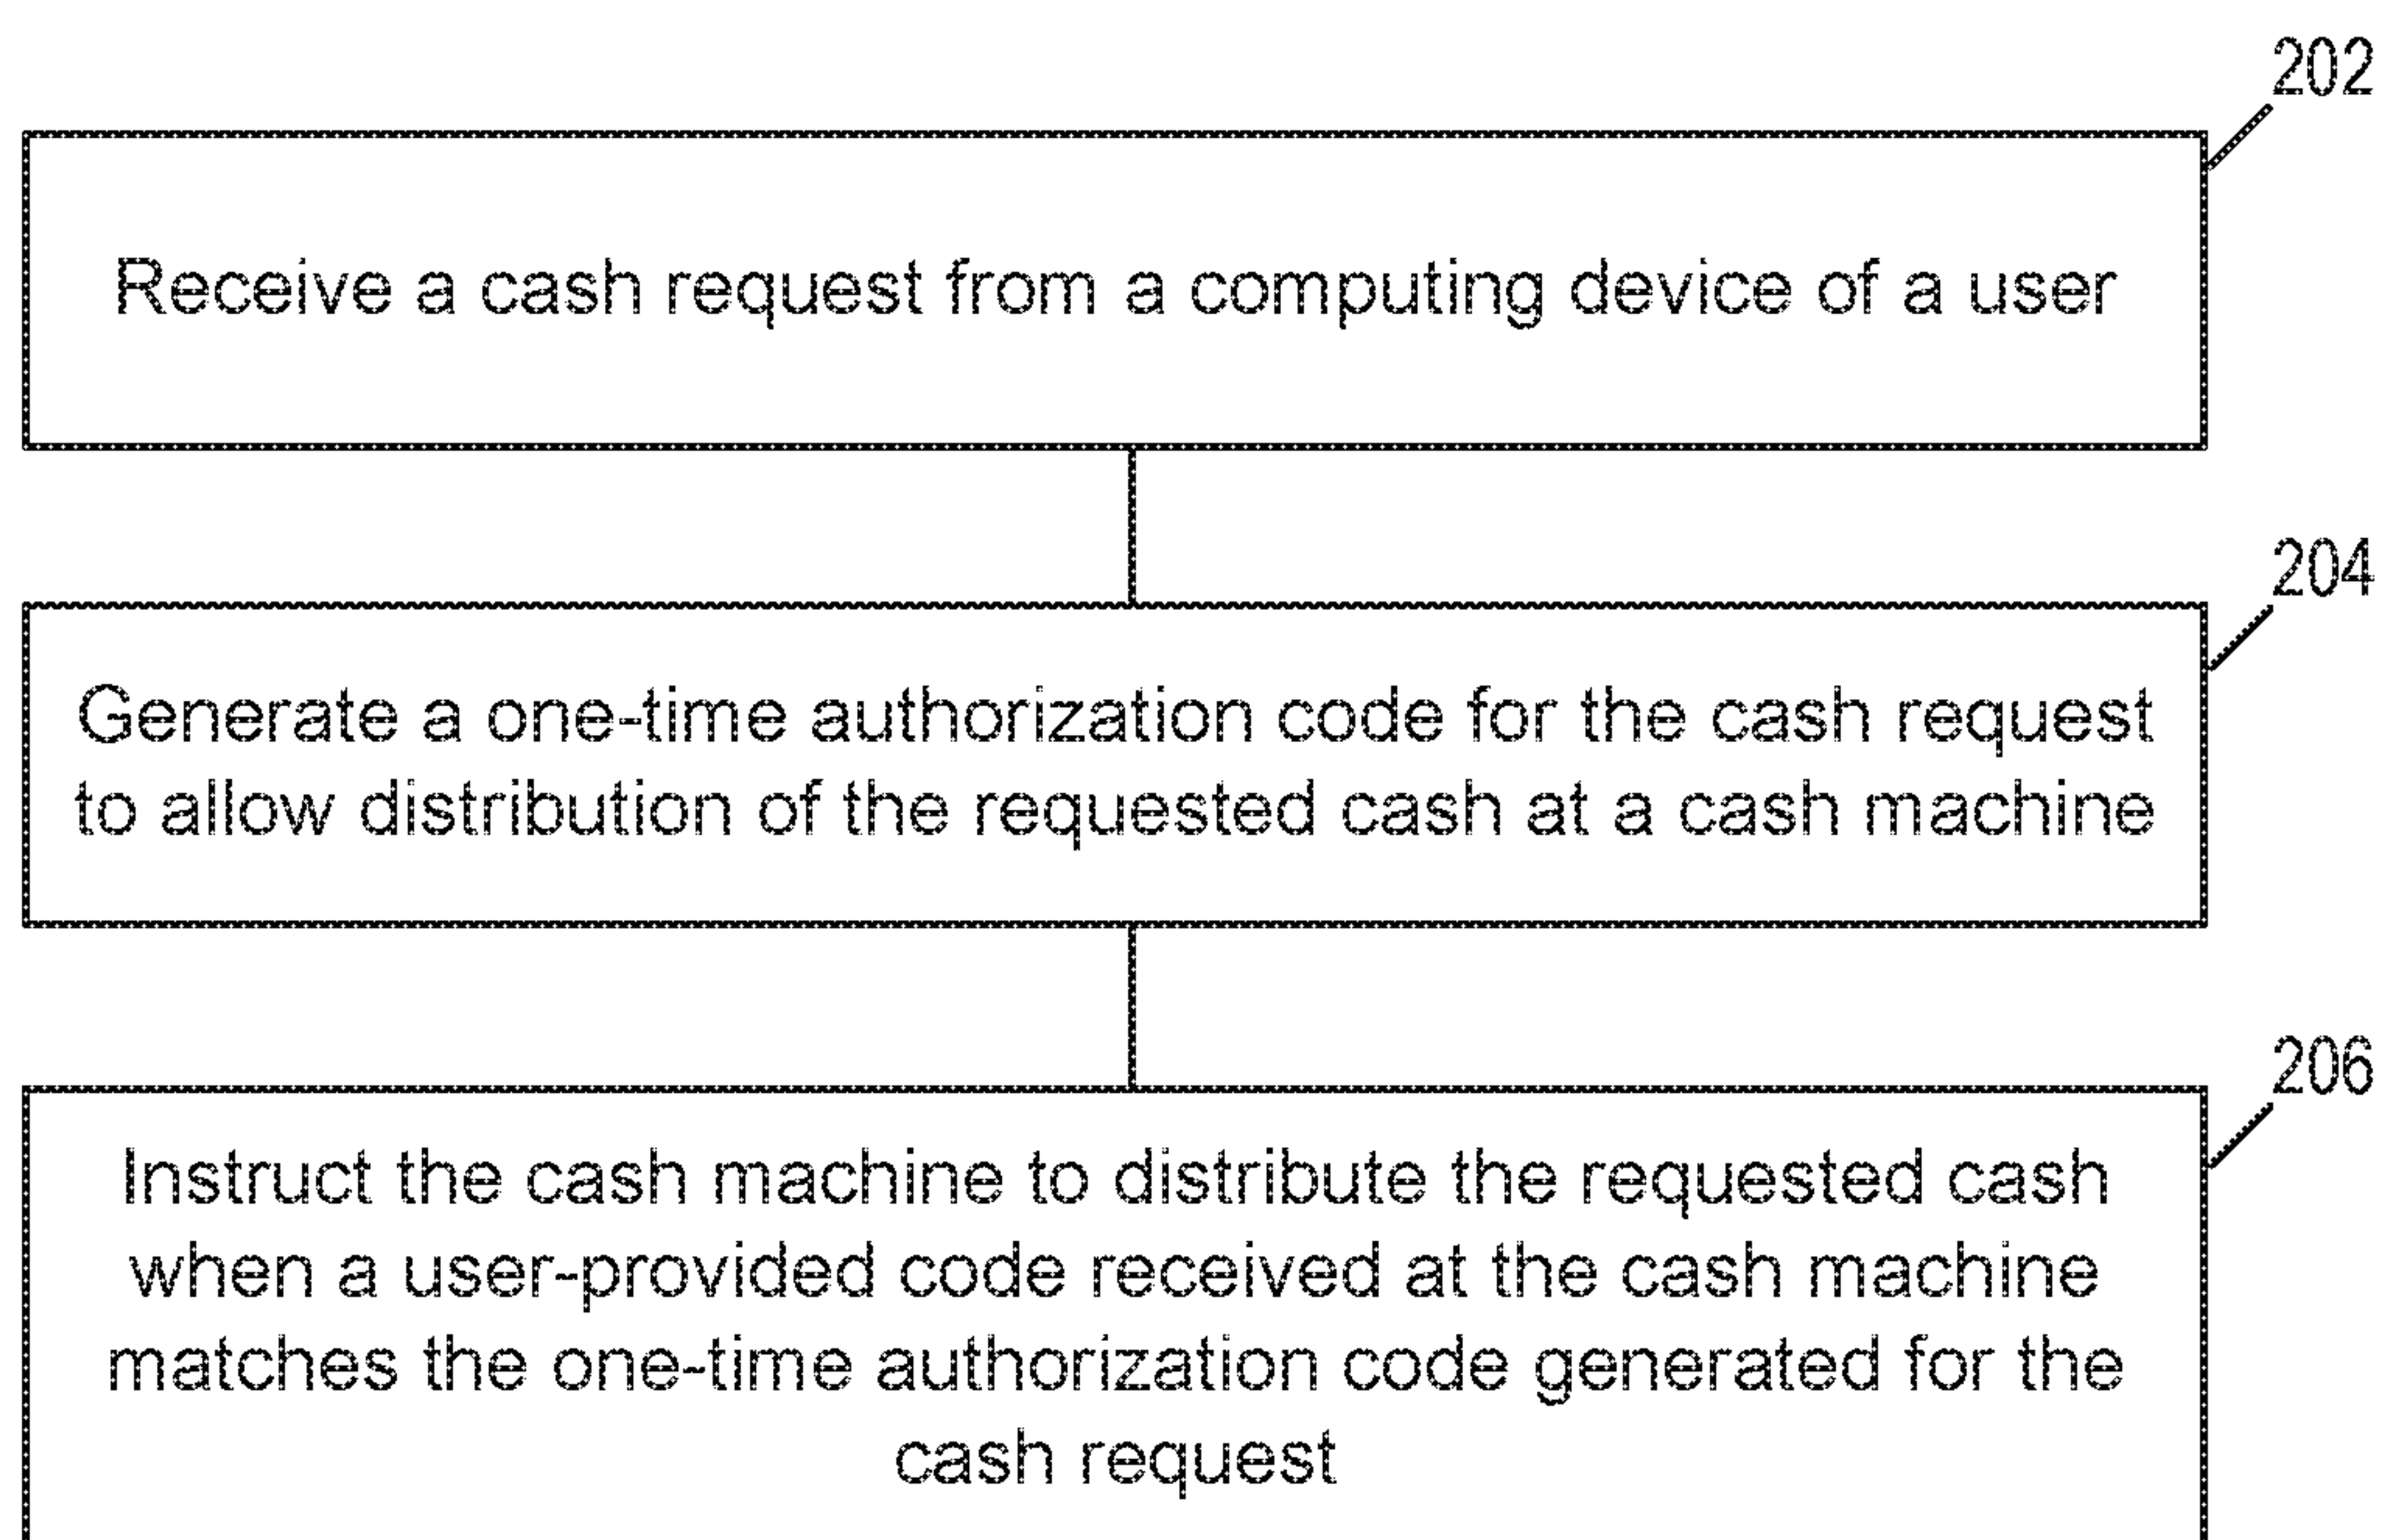 202
Receive a cash request from a computing device of a user
204
Generate a one-time authorization code for the cash request
to allow distribution of the requested cash at a cash machine
206
Instruct the cash machine to distribute the requested cash
when a user-provided code received at the cash machine
matches the one-time authorization code generated for the
cash request